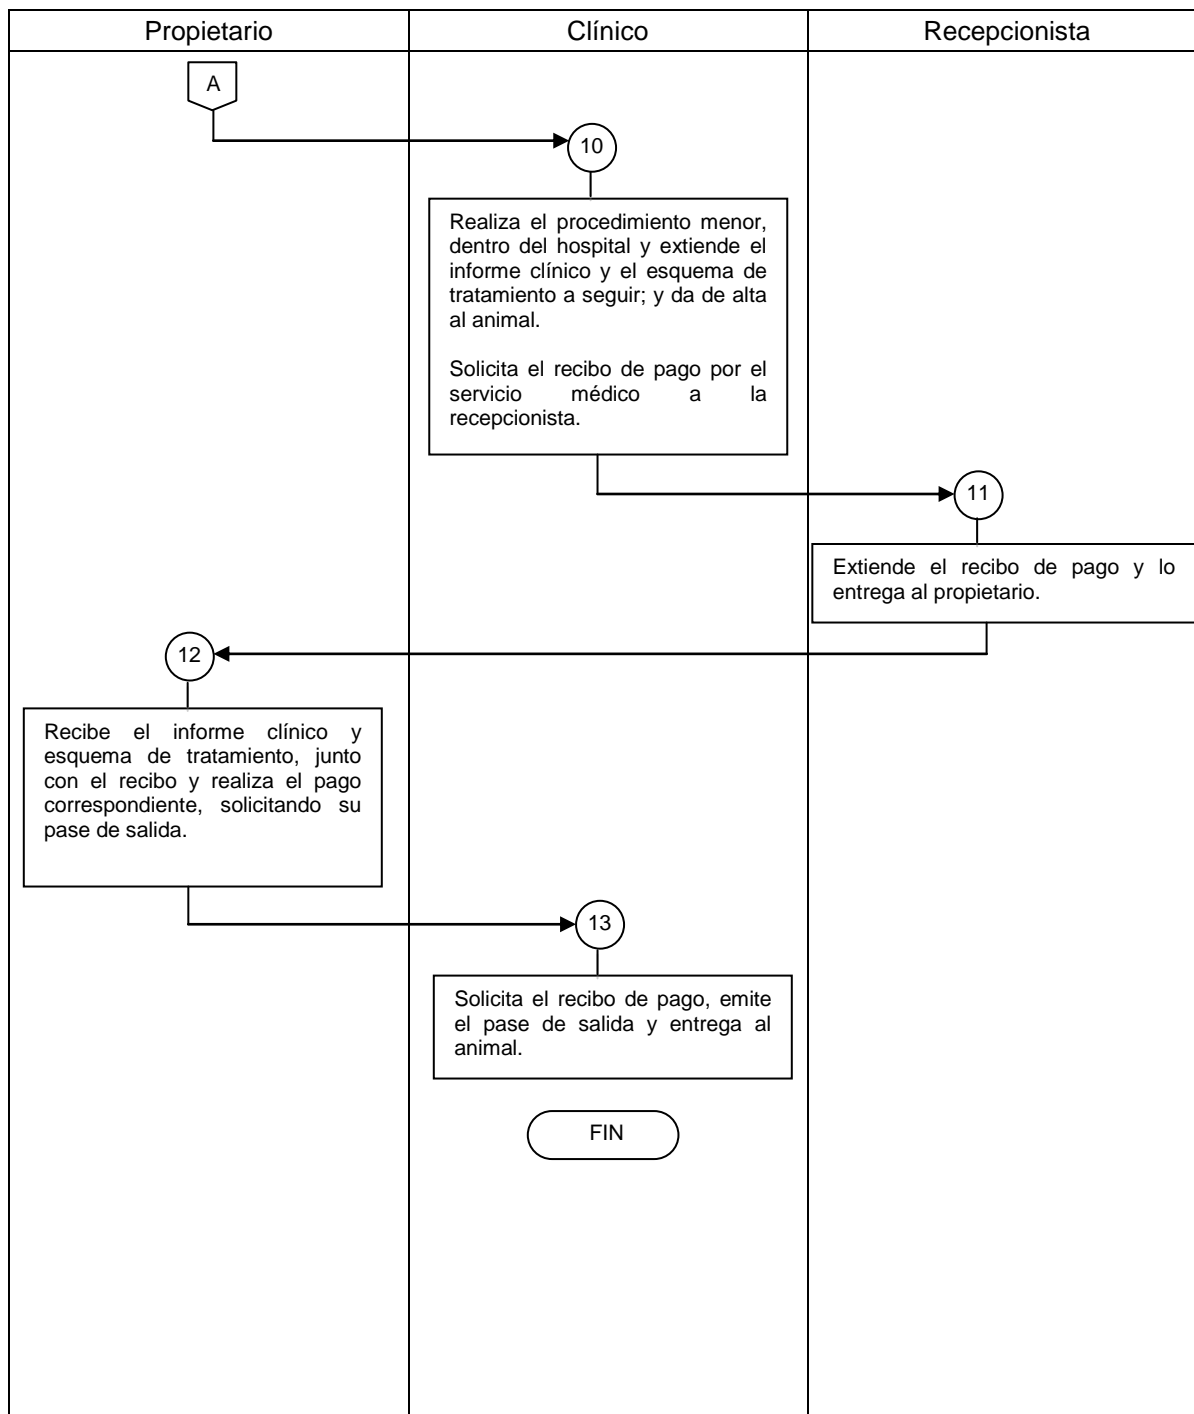 Propietario
Clínico
Recepcionista
A
10
Realiza el procedimiento menor,
dentro del hospital y extiende el
informe clínico y el esquema de
tratamiento a seguir; y da de alta
al animal.
Solicita el recibo de pago por el
servicio médico a la
recepcionista.
11
Extiende el recibo de pago y lo
entrega al propietario.
12
Recibe el informe clínico y
esquema de tratamiento, junto
con el recibo y realiza el pago
correspondiente, solicitando su
pase de salida.
13
Solicita el recibo de pago, emite
el pase de salida y entrega al
animal.
FIN